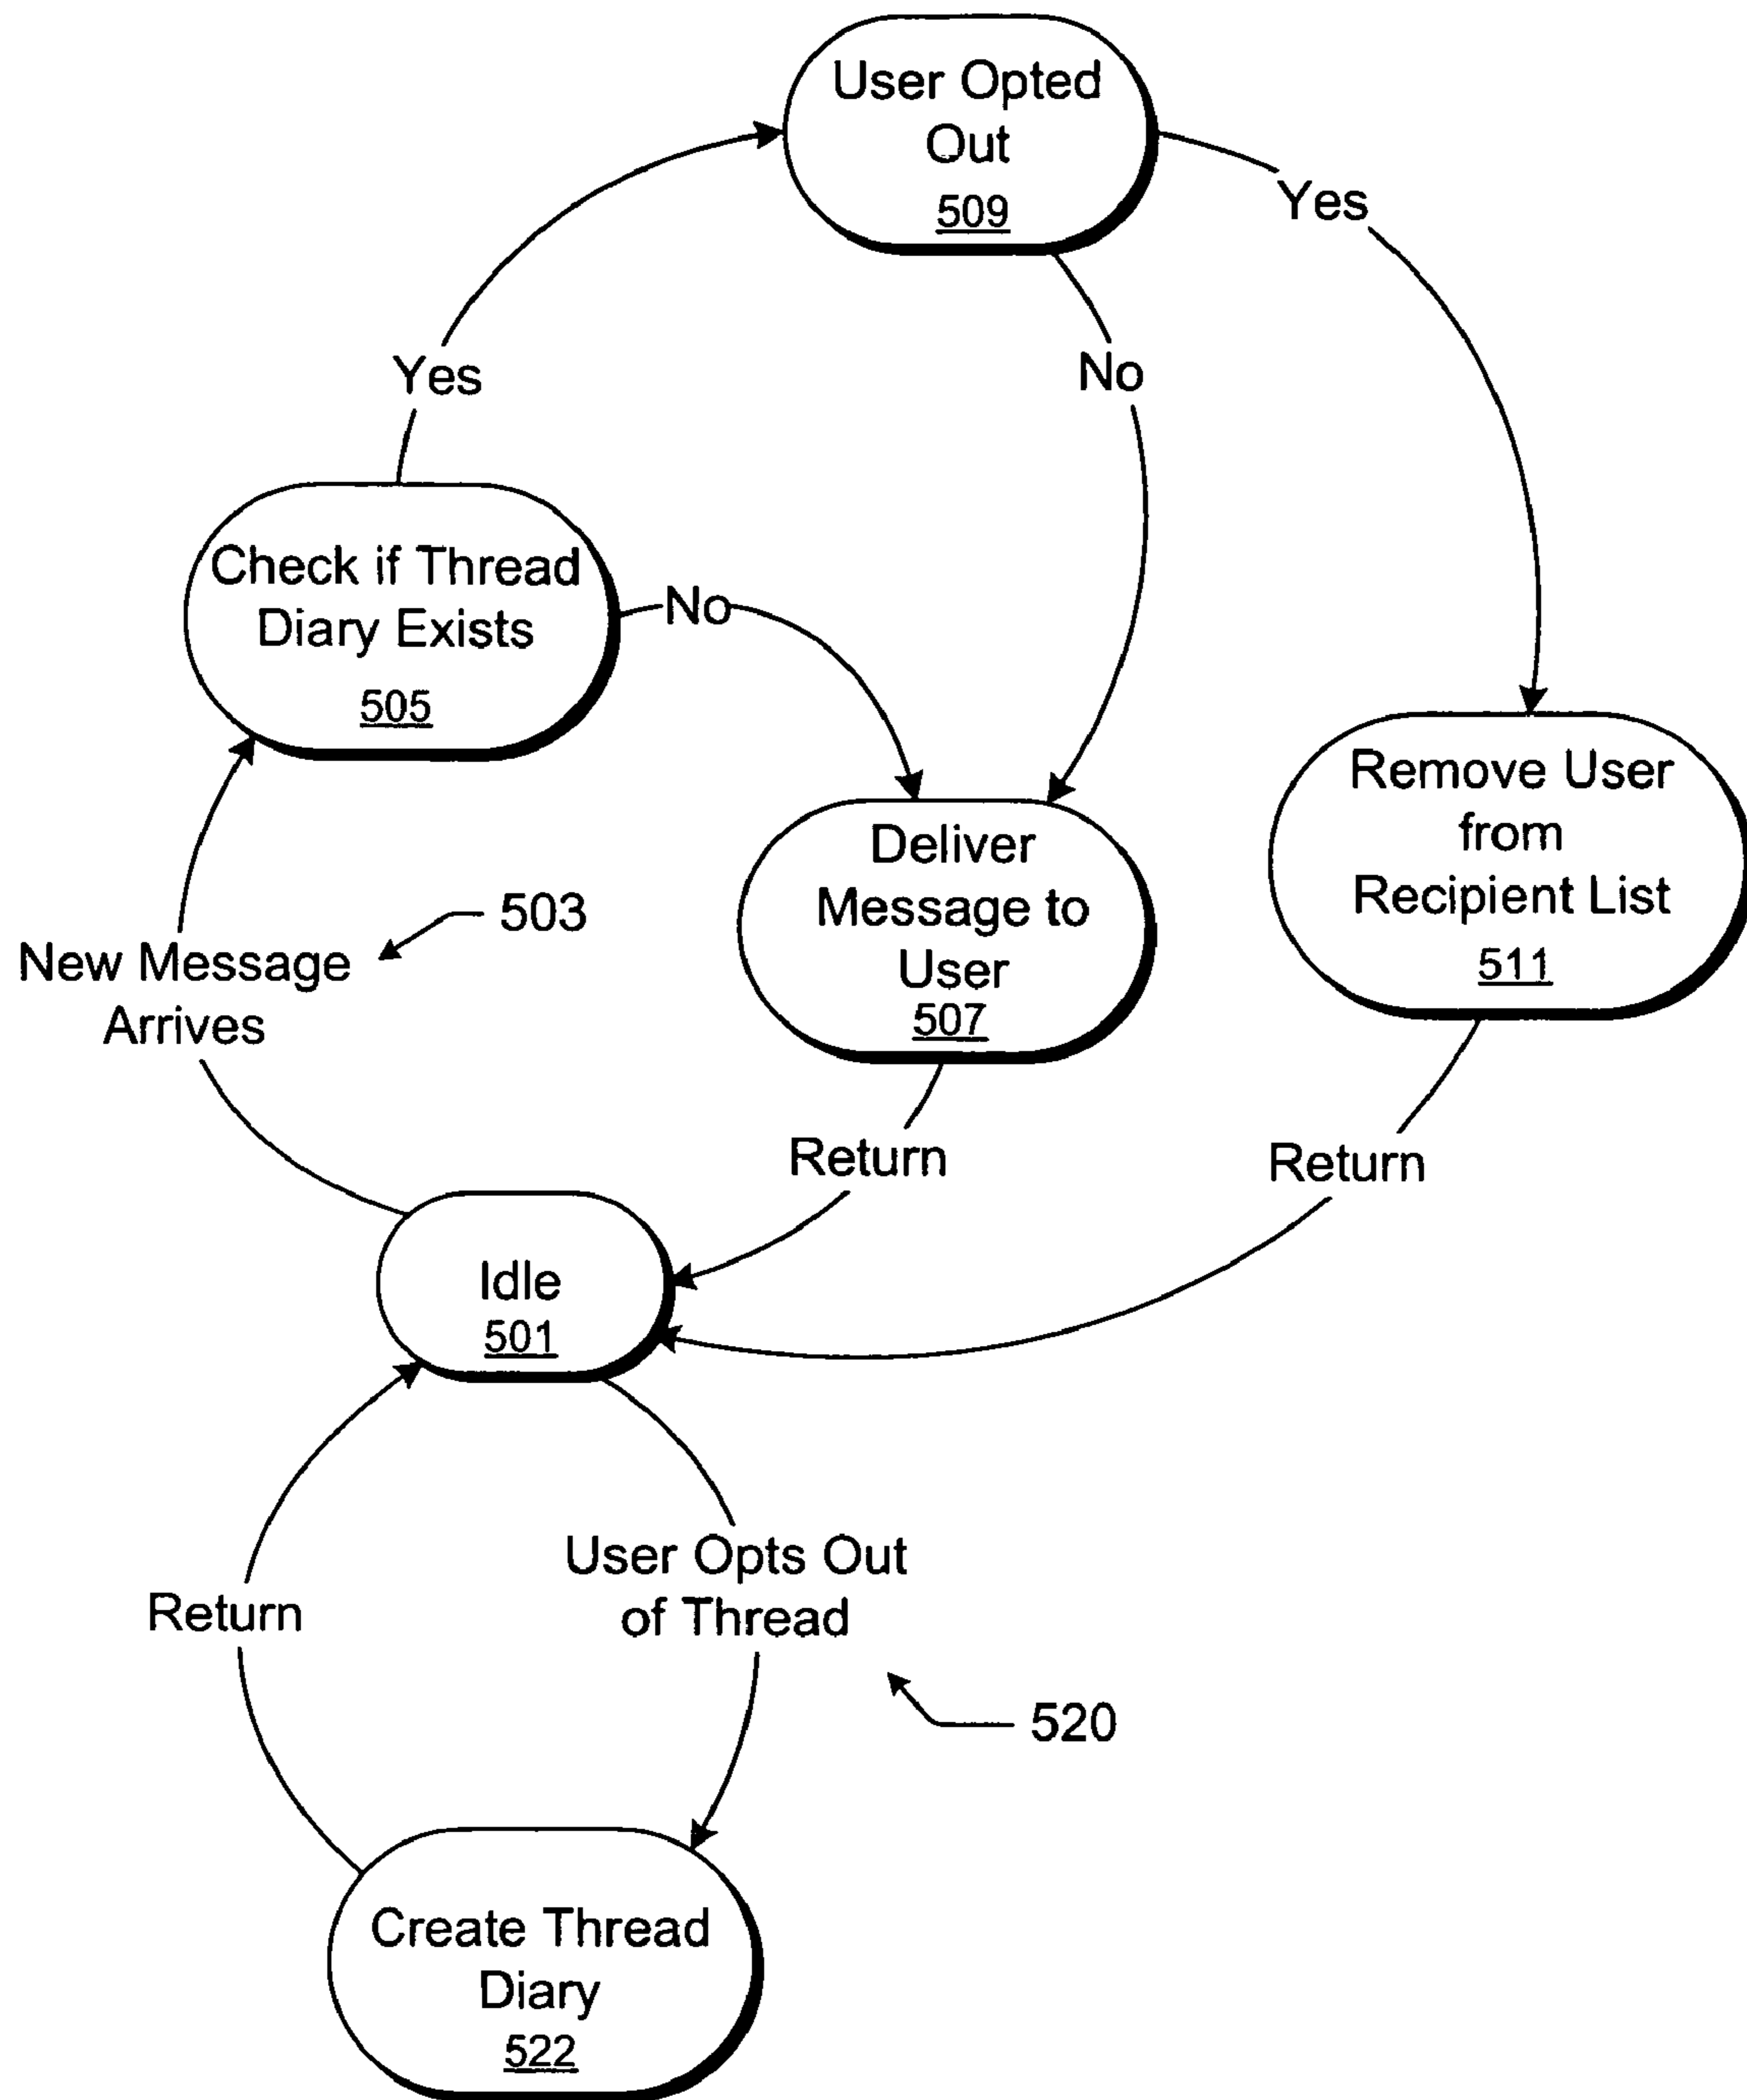 User Opted
Out
509
Yes
Yes
No
Check if Thread
Diary Exists
505
No
Remove User
from
Recipient List
511
Deliver
Message to
User
507
503
New Message
Arrives
Return
Return
Idle
501
User Opts Out
of Thread
Return
520
Create Thread
Diary
522